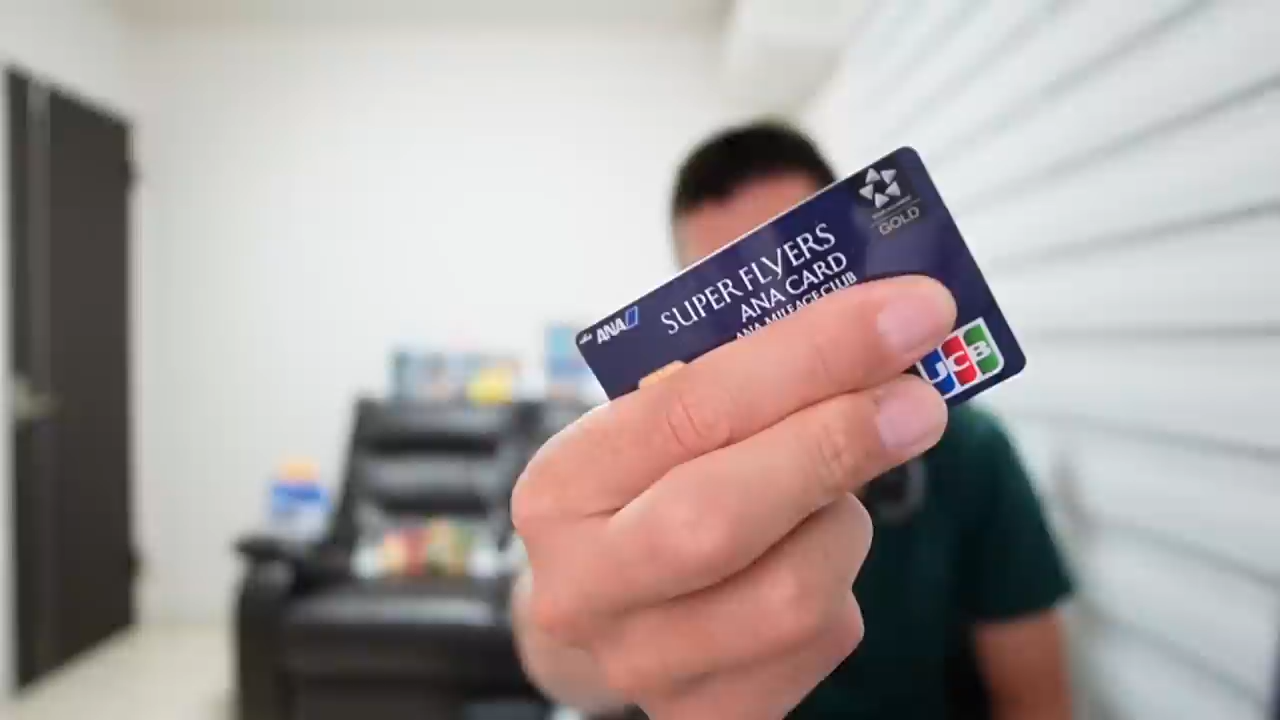 ANA
SUPER FLYERS
ANA CARD
ANA MILEAGE CLUB
GOLD
JCB